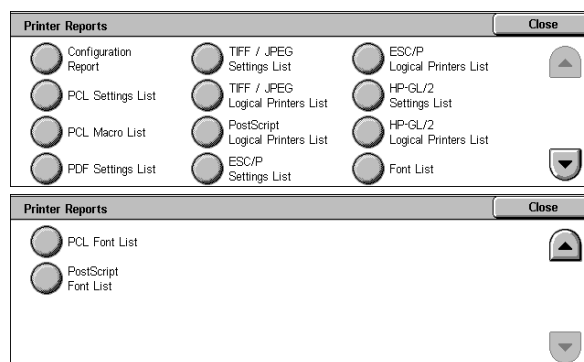 Printer Reports
Close
Configuration
Report
TIFF / JPEG
Settings List
ESC/P
Logical Printers List
PCL Settings List
TIFF / JPEG
Logical Printers List
HP-GL/2
Settings List
PCL Macro List
PostScript
Logical Printers List
HP-GL/2
Logical Printers List
PDF Settings List
ESC/P
Settings List
Font List
Printer Reports
Close
PCL Font List
PostScript
Font List